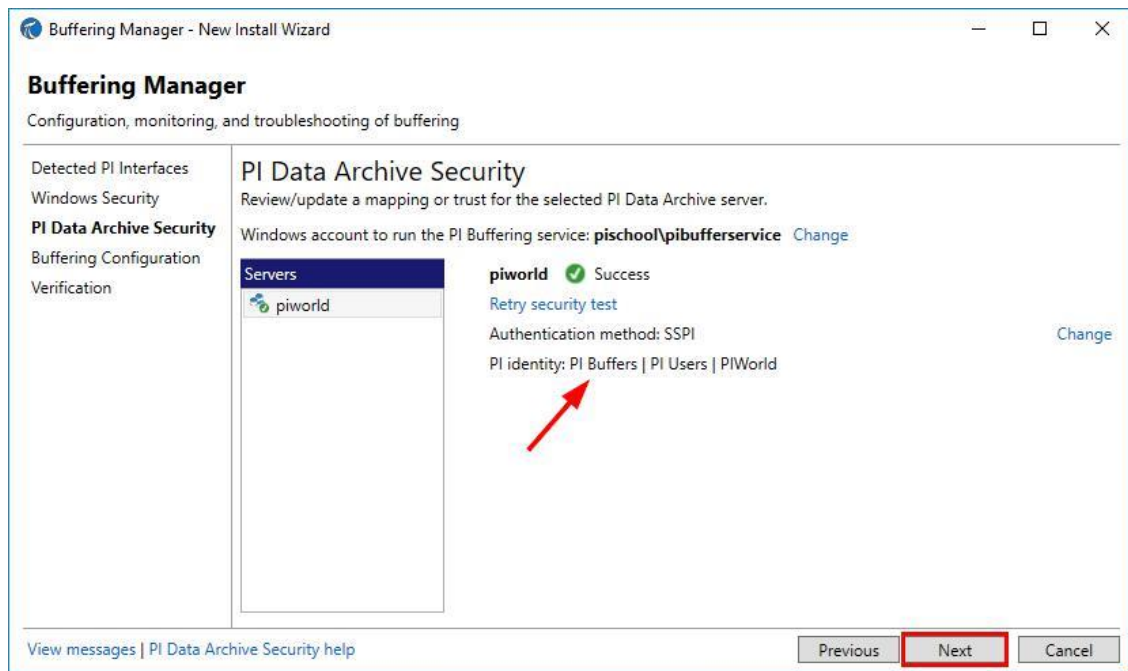 Buffering Manager - New Install Wizard
Buffering Manager
Configuration, monitoring, and troubleshooting of buffering
Detected PI Interfaces
Windows Security
PI Data Archive Security
Buffering Configuration
Verification
PI Data Archive Security
Review/update a mapping or trust for the selected PI Data Archive server.
Windows account to run the PI Buffering service: pischool\pibufferservice Change
Servers
piworld
piworld Success
Retry security test
Authentication method: SSPI Change
PI identity: PI Buffers | PI Users | PIWorld
View messages | PI Data Archive Security help
Previous Next Cancel